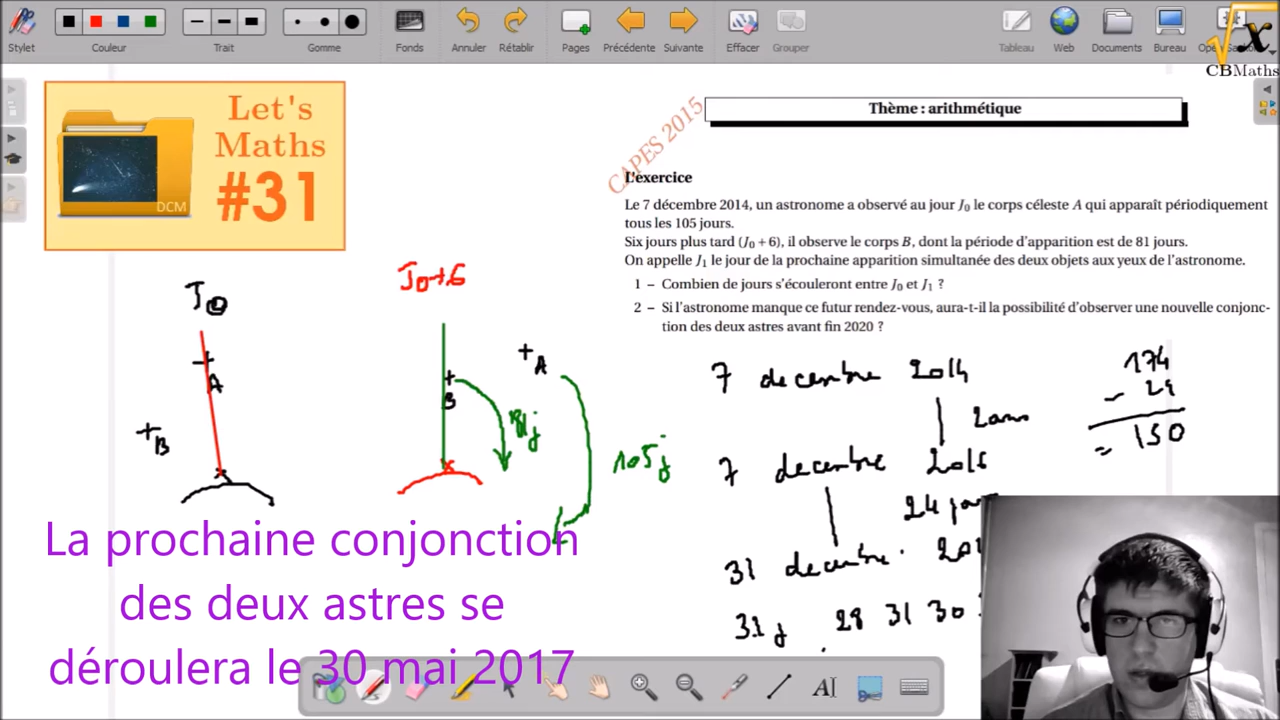 Stylet
Couleur
Trait
Gomme
Fonds
Annuler
Rétablir
Pages
Précédente
Suivante
Effacer
Grouper
Tableau
Web
Documents
Bureau
CBMaths
Let's
Maths
#31
DCM
CAPES 2015
Thème : arithmétique
L'exercice
Le 7 décembre 2014, un astronome a observé au jour J0 le corps céleste A qui apparaît périodiquement
tous les 105 jours.
Six jours plus tard (J0 + 6), il observe le corps B, dont la période d'apparition est de 81 jours.
On appelle J1 le jour de la prochaine apparition simultanée des deux objets aux yeux de l'astronome.
1 – Combien de jours s'écouleront entre J0 et J1 ?
2 – Si l'astronome manque ce futur rendez-vous, aura-t-il la possibilité d'observer une nouvelle conjonc-
tion des deux astres avant fin 2020 ?
J0
A
B
J0+6
B
A
81j
105j
7 decembre 2014
2 ans
7 decembre 2016
24
31 decembre
31j 28 31 30
174
- 24
= 150
La prochaine conjonction
des deux astres se
déroulera le 30 mai 2017